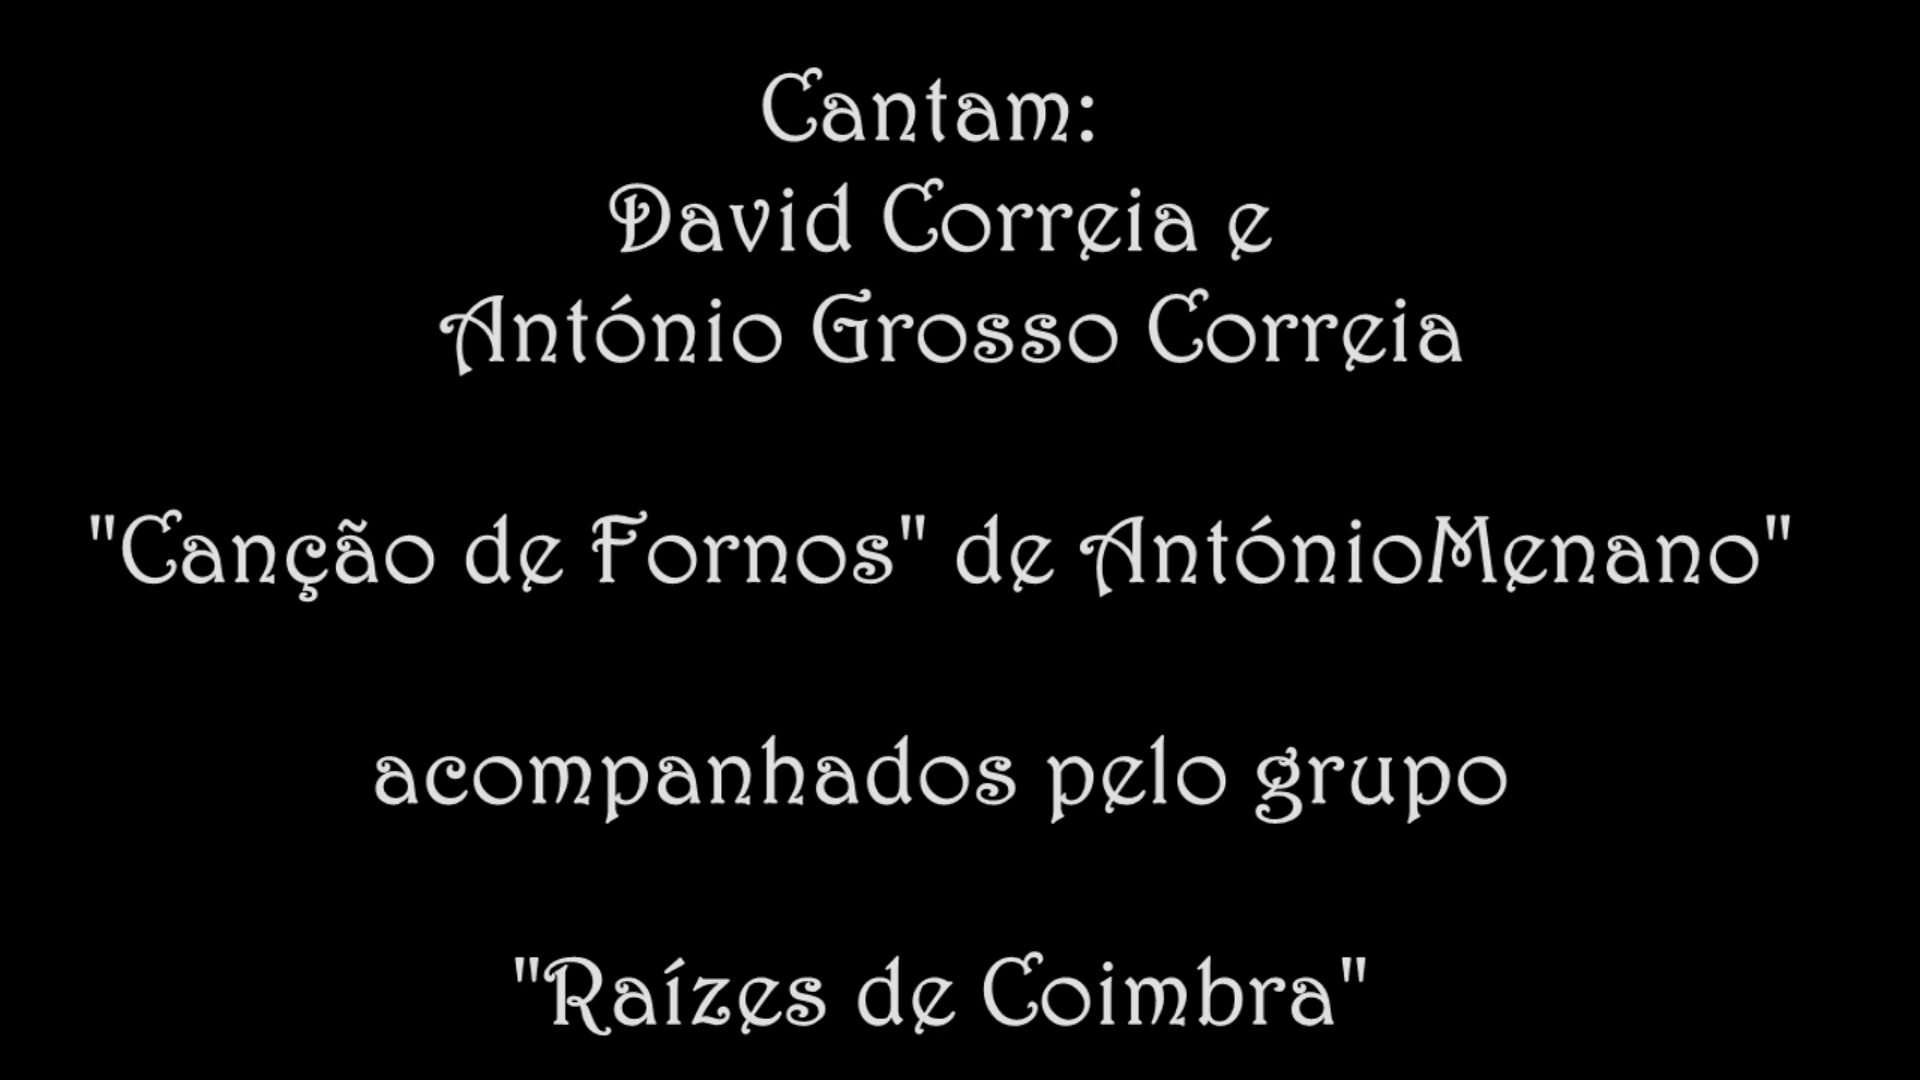 Cantam:
David Correia e
António Grosso Correia
"Canção de Fornos" de AntónioMenano"
acompanhados pelo grupo
"Raízes de Coimbra"